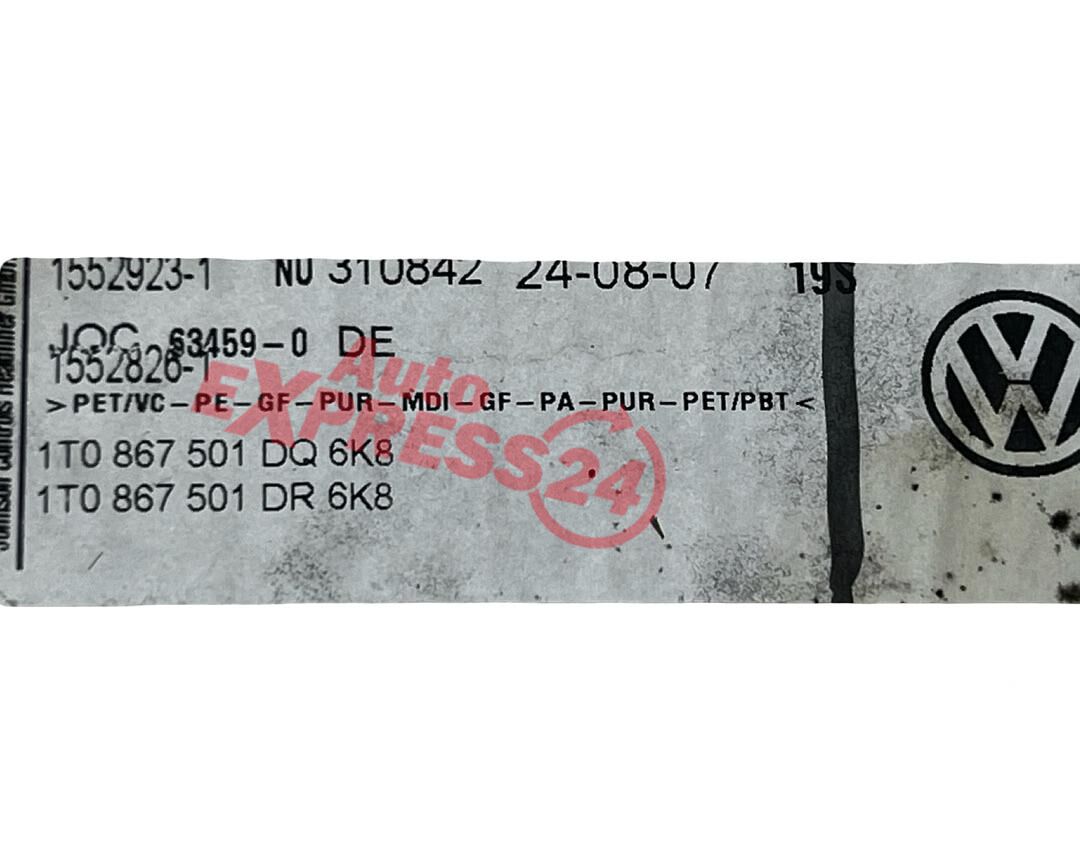 1552923-1 NU 310842 24-08-07 19S
63459-0 DE
1552826-1
>PET/VC-PE-GF-PUR-MDI-GF-PA-PUR-PET/PBT<
1T0 867 501 DQ 6K8
1T0 867 501 DR 6K8
Auto
EXPRESS24
VW